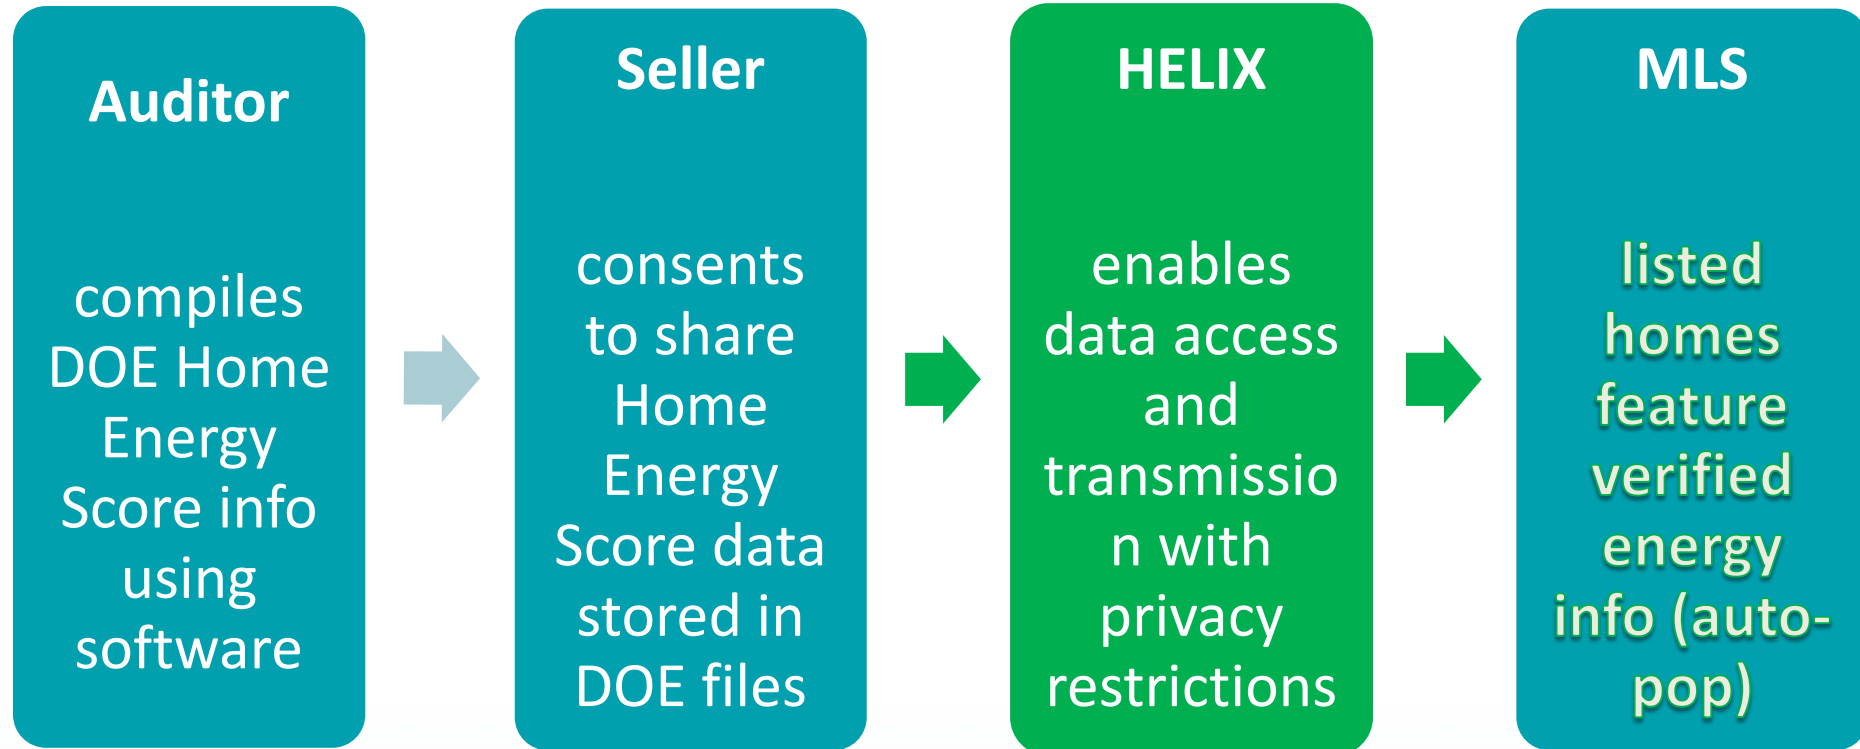 Auditor
compiles
DOE Home
Energy
Score info
using
software
Seller
consents
to share
Home
Energy
Score data
stored in
DOE files
HELIX
enables
data access
and
transmissio
n with
privacy
restrictions
MLS
listed
homes
feature
verified
energy
info (auto-
pop)